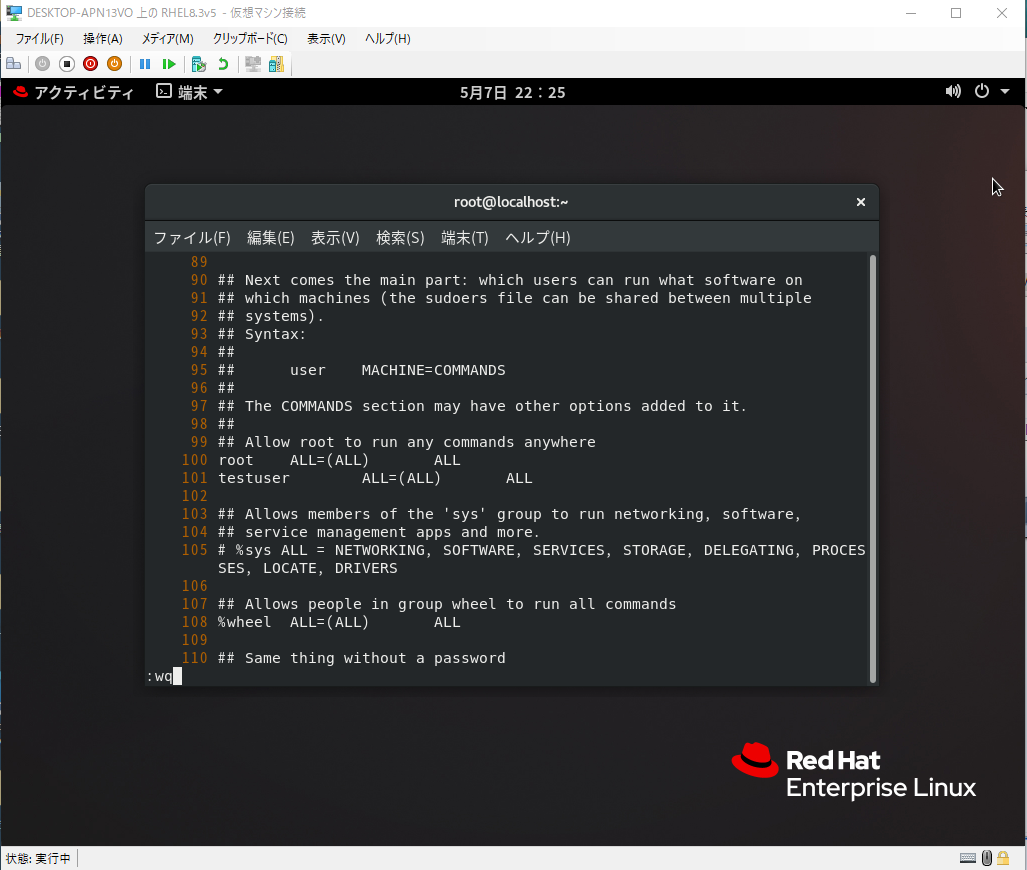 DESKTOP-APN13VO 上の RHEL8.3v5 - 仮想マシン接続
ファイル(F) 操作(A) メディア(M) クリップボード(C) 表示(V) ヘルプ(H)
アクティビティ 端末 5月7日 22：25
root@localhost:~
ファイル(F) 編集(E) 表示(V) 検索(S) 端末(T) ヘルプ(H)
89
90 ## Next comes the main part: which users can run what software on
91 ## which machines (the sudoers file can be shared between multiple
92 ## systems).
93 ## Syntax:
94 ##
95 ##      user    MACHINE=COMMANDS
96 ##
97 ## The COMMANDS section may have other options added to it.
98 ##
99 ## Allow root to run any commands anywhere
100 root    ALL=(ALL)       ALL
101 testuser        ALL=(ALL)       ALL
102
103 ## Allows members of the 'sys' group to run networking, software,
104 ## service management apps and more.
105 # %sys ALL = NETWORKING, SOFTWARE, SERVICES, STORAGE, DELEGATING, PROCES
SES, LOCATE, DRIVERS
106
107 ## Allows people in group wheel to run all commands
108 %wheel  ALL=(ALL)       ALL
109
110 ## Same thing without a password
:wq
Red Hat
Enterprise Linux
状態: 実行中